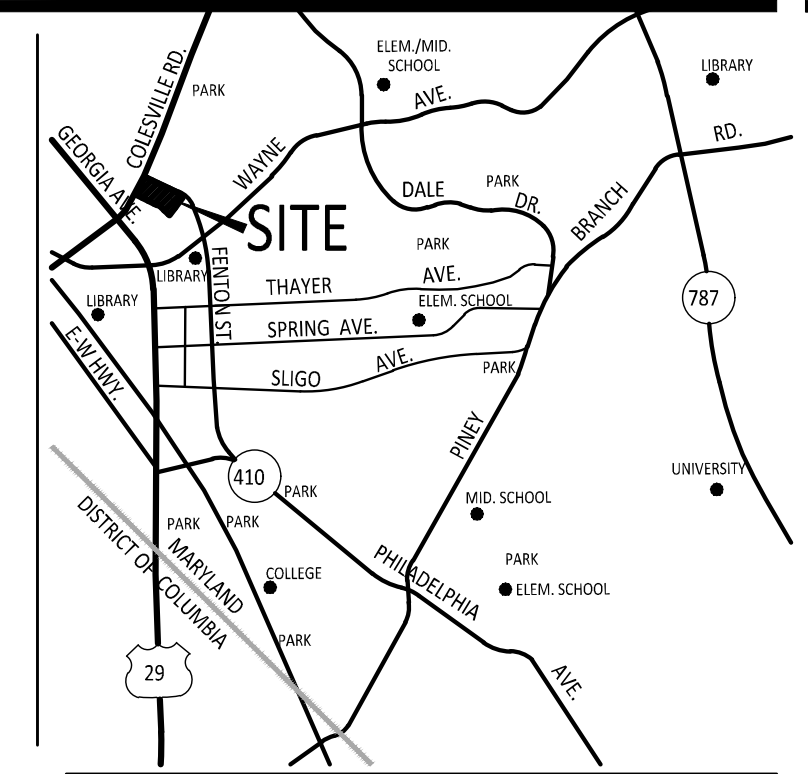 ELEM./MID.
SCHOOL
LIBRARY
COLESVILLE RD.
PARK
AVE.
RD.
GEORGIA AVE.
WAYNE
DALE
PARK
DR.
BRANCH
SITE
PARK
LIBRARY
FENTON ST.
THAYER
AVE.
LIBRARY
ELEM. SCHOOL
787
SPRING AVE.
E-W HWY.
SLIGO
AVE.
PARK
PINEY
410
PARK
UNIVERSITY
MID. SCHOOL
DISTRICT OF COLUMBIA
MARYLAND
PARK
PARK
PHILADELPHIA
PARK
COLLEGE
ELEM. SCHOOL
PARK
29
AVE.